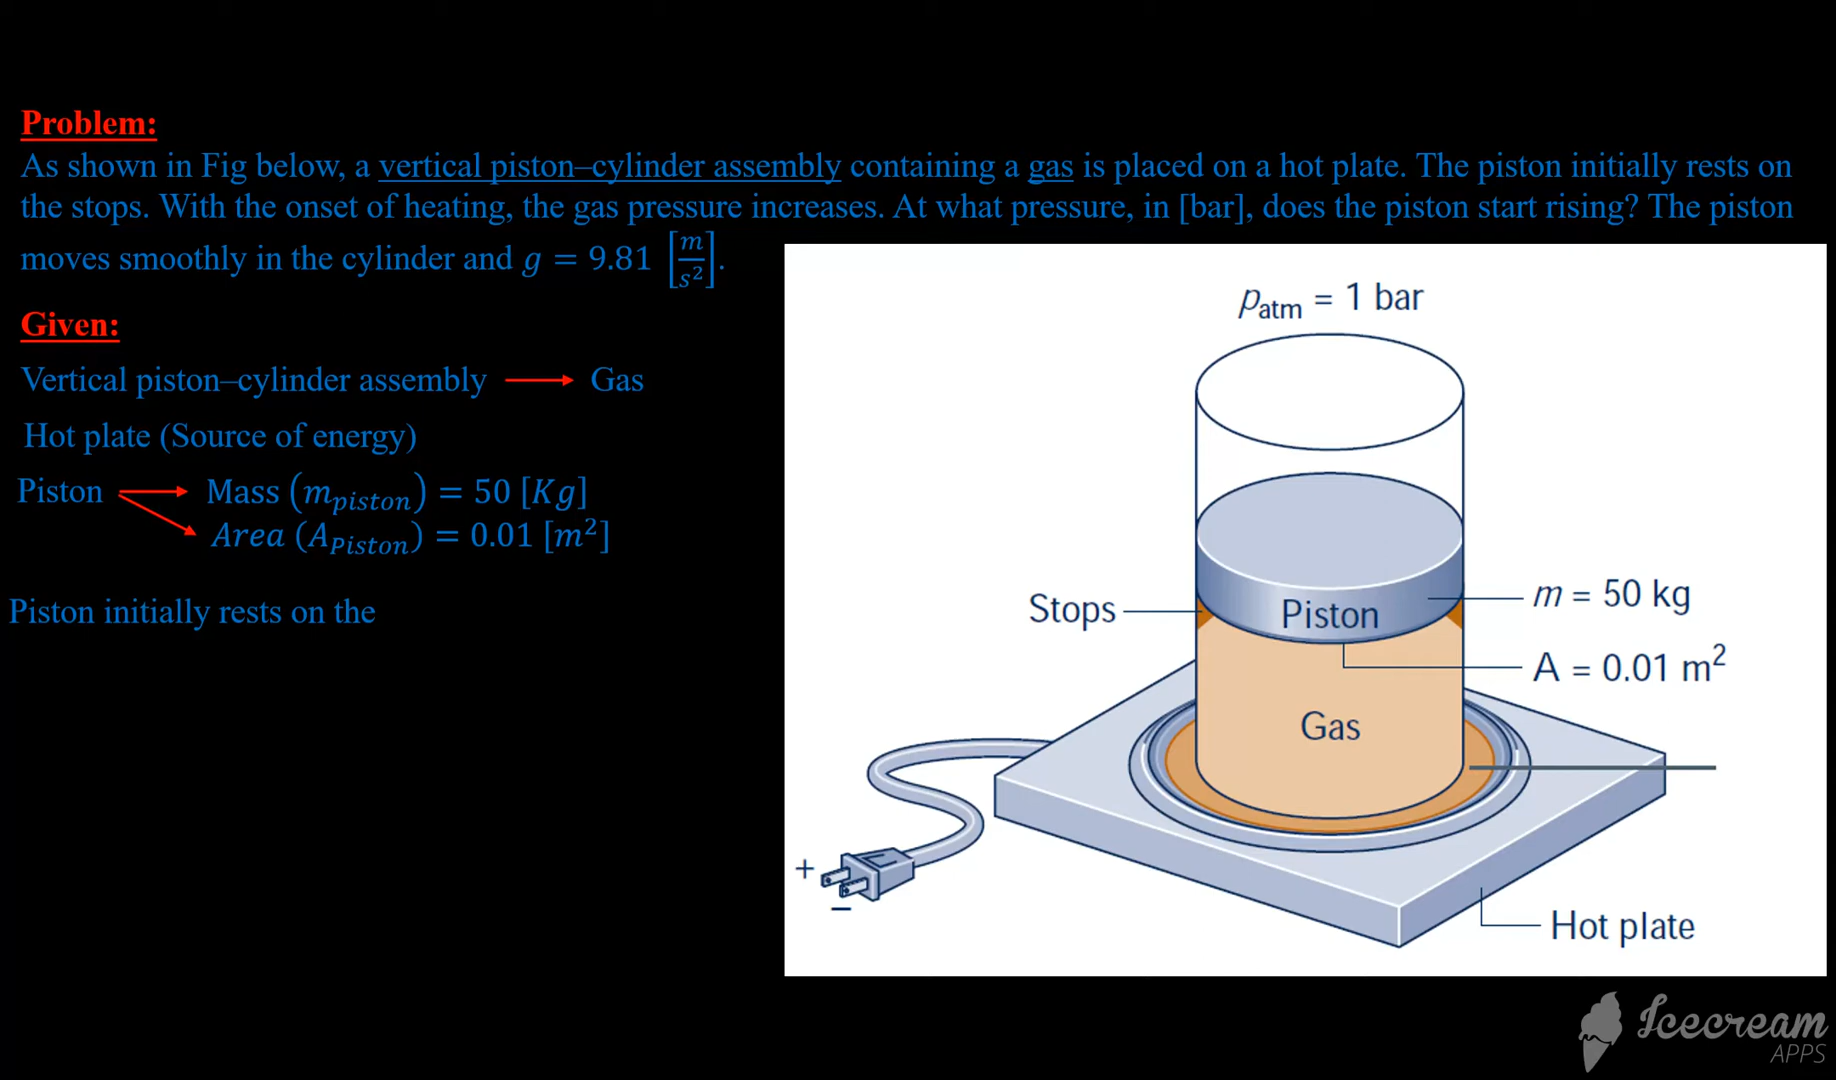 Problem:
As shown in Fig below, a vertical piston–cylinder assembly containing a gas is placed on a hot plate. The piston initially rests on
the stops. With the onset of heating, the gas pressure increases. At what pressure, in [bar], does the piston start rising? The piston
moves smoothly in the cylinder and g = 9.81 [m/s²].
Given:
Vertical piston–cylinder assembly → Gas
Hot plate (Source of energy)
Piston → Mass (m_piston) = 50 [Kg]
Area (A_Piston) = 0.01 [m²]
Piston initially rests on the
p_atm = 1 bar
Stops
Piston
m = 50 kg
A = 0.01 m²
Gas
+
–
Hot plate
Icecream
APPS